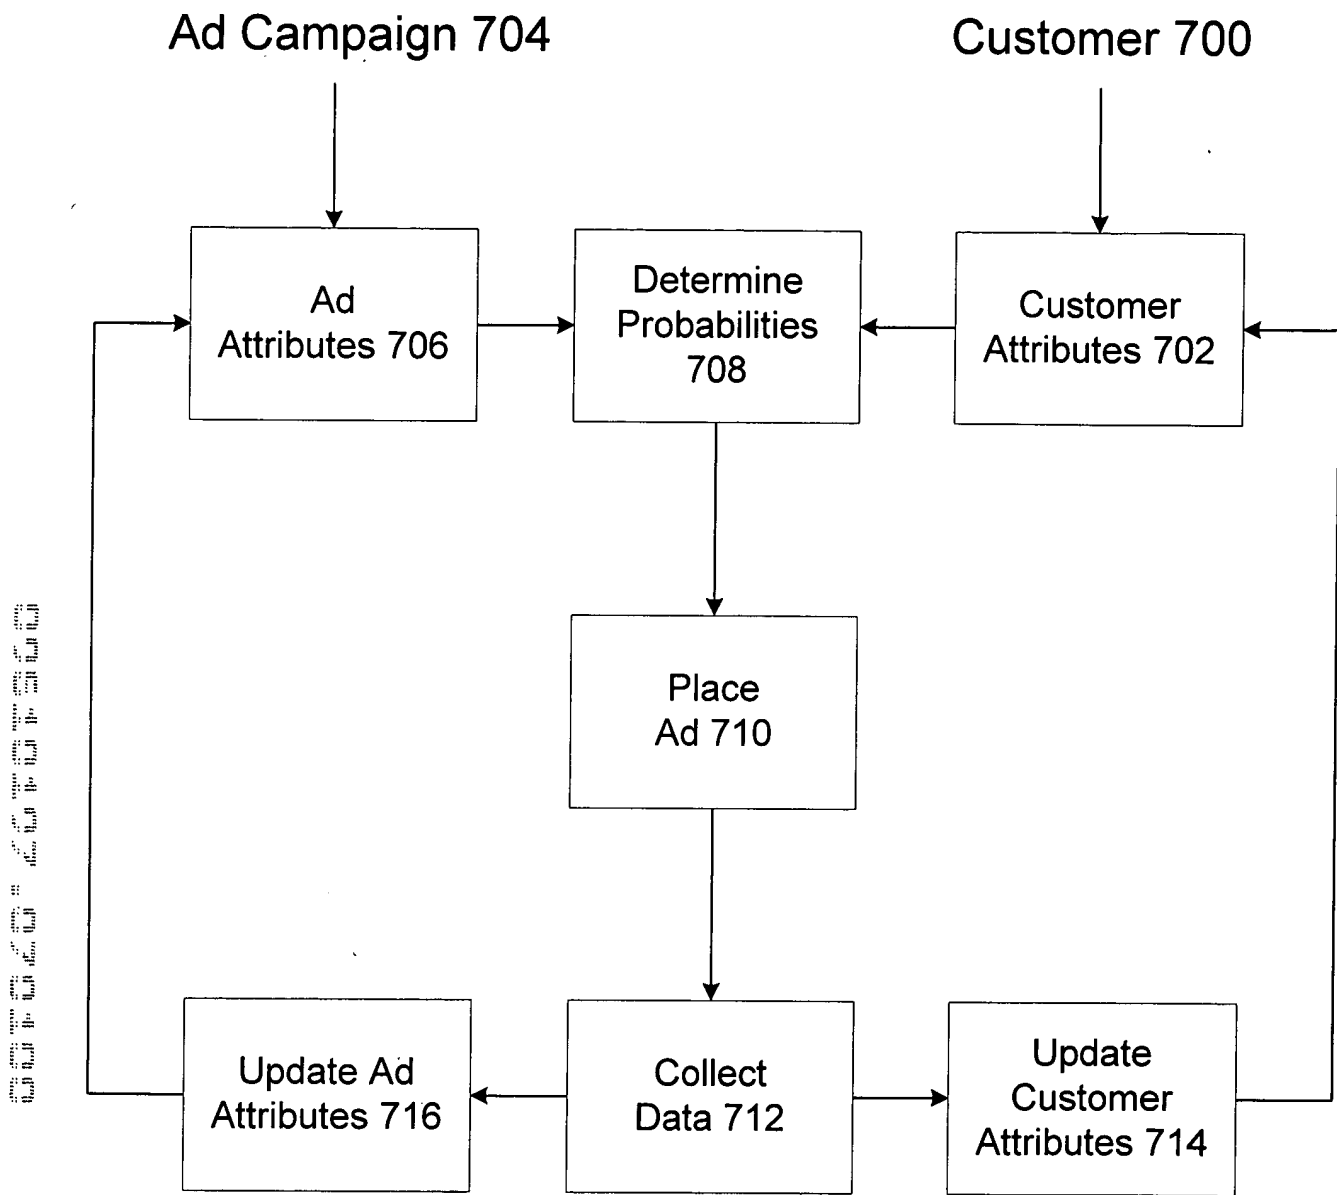 Ad Campaign 704
Customer 700
Ad
Attributes 706
Determine
Probabilities
708
Customer
Attributes 702
Place
Ad 710
Update Ad
Attributes 716
Collect
Data 712
Update
Customer
Attributes 714